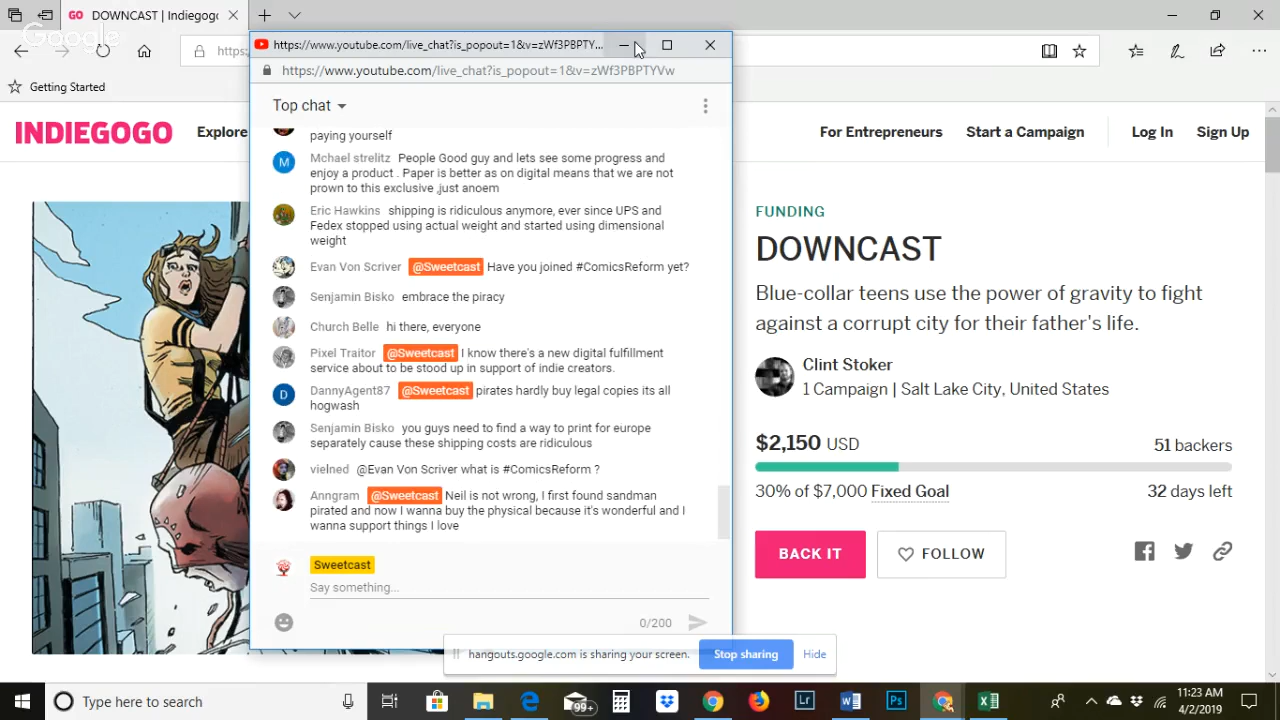 DOWNCAST | Indiegogo
Google
https:
Getting Started
https://www.youtube.com/live_chat?is_popout=1&v=zWf3PBPTY...
https://www.youtube.com/live_chat?is_popout=1&v=zWf3PBPTYVw
Top chat
paying yourself
Mchael strelitz People Good guy and lets see some progress and
enjoy a product . Paper is better as on digital means that we are not
prown to this exclusive ,just anoem
Eric Hawkins shipping is ridiculous anymore, ever since UPS and
Fedex stopped using actual weight and started using dimensional
weight
Evan Von Scriver @Sweetcast Have you joined #ComicsReform yet?
Senjamin Bisko embrace the piracy
Church Belle hi there, everyone
Pixel Traitor @Sweetcast I know there's a new digital fulfillment
service about to be stood up in support of indie creators.
DannyAgent87 @Sweetcast pirates hardly buy legal copies its all
hogwash
Senjamin Bisko you guys need to find a way to print for europe
separately cause these shipping costs are ridiculous
vielned @Evan Von Scriver what is #ComicsReform ?
Anngram @Sweetcast Neil is not wrong, I first found sandman
pirated and now I wanna buy the physical because it's wonderful and I
wanna support things I love
Sweetcast
Say something...
0/200
INDIEGOGO
Explore
For Entrepreneurs
Start a Campaign
Log In
Sign Up
FUNDING
DOWNCAST
Blue-collar teens use the power of gravity to fight
against a corrupt city for their father's life.
Clint Stoker
1 Campaign | Salt Lake City, United States
$2,150 USD
51 backers
30% of $7,000 Fixed Goal
32 days left
BACK IT
FOLLOW
hangouts.google.com is sharing your screen.
Stop sharing
Hide
Type here to search
99+
11:23 AM
4/2/2019